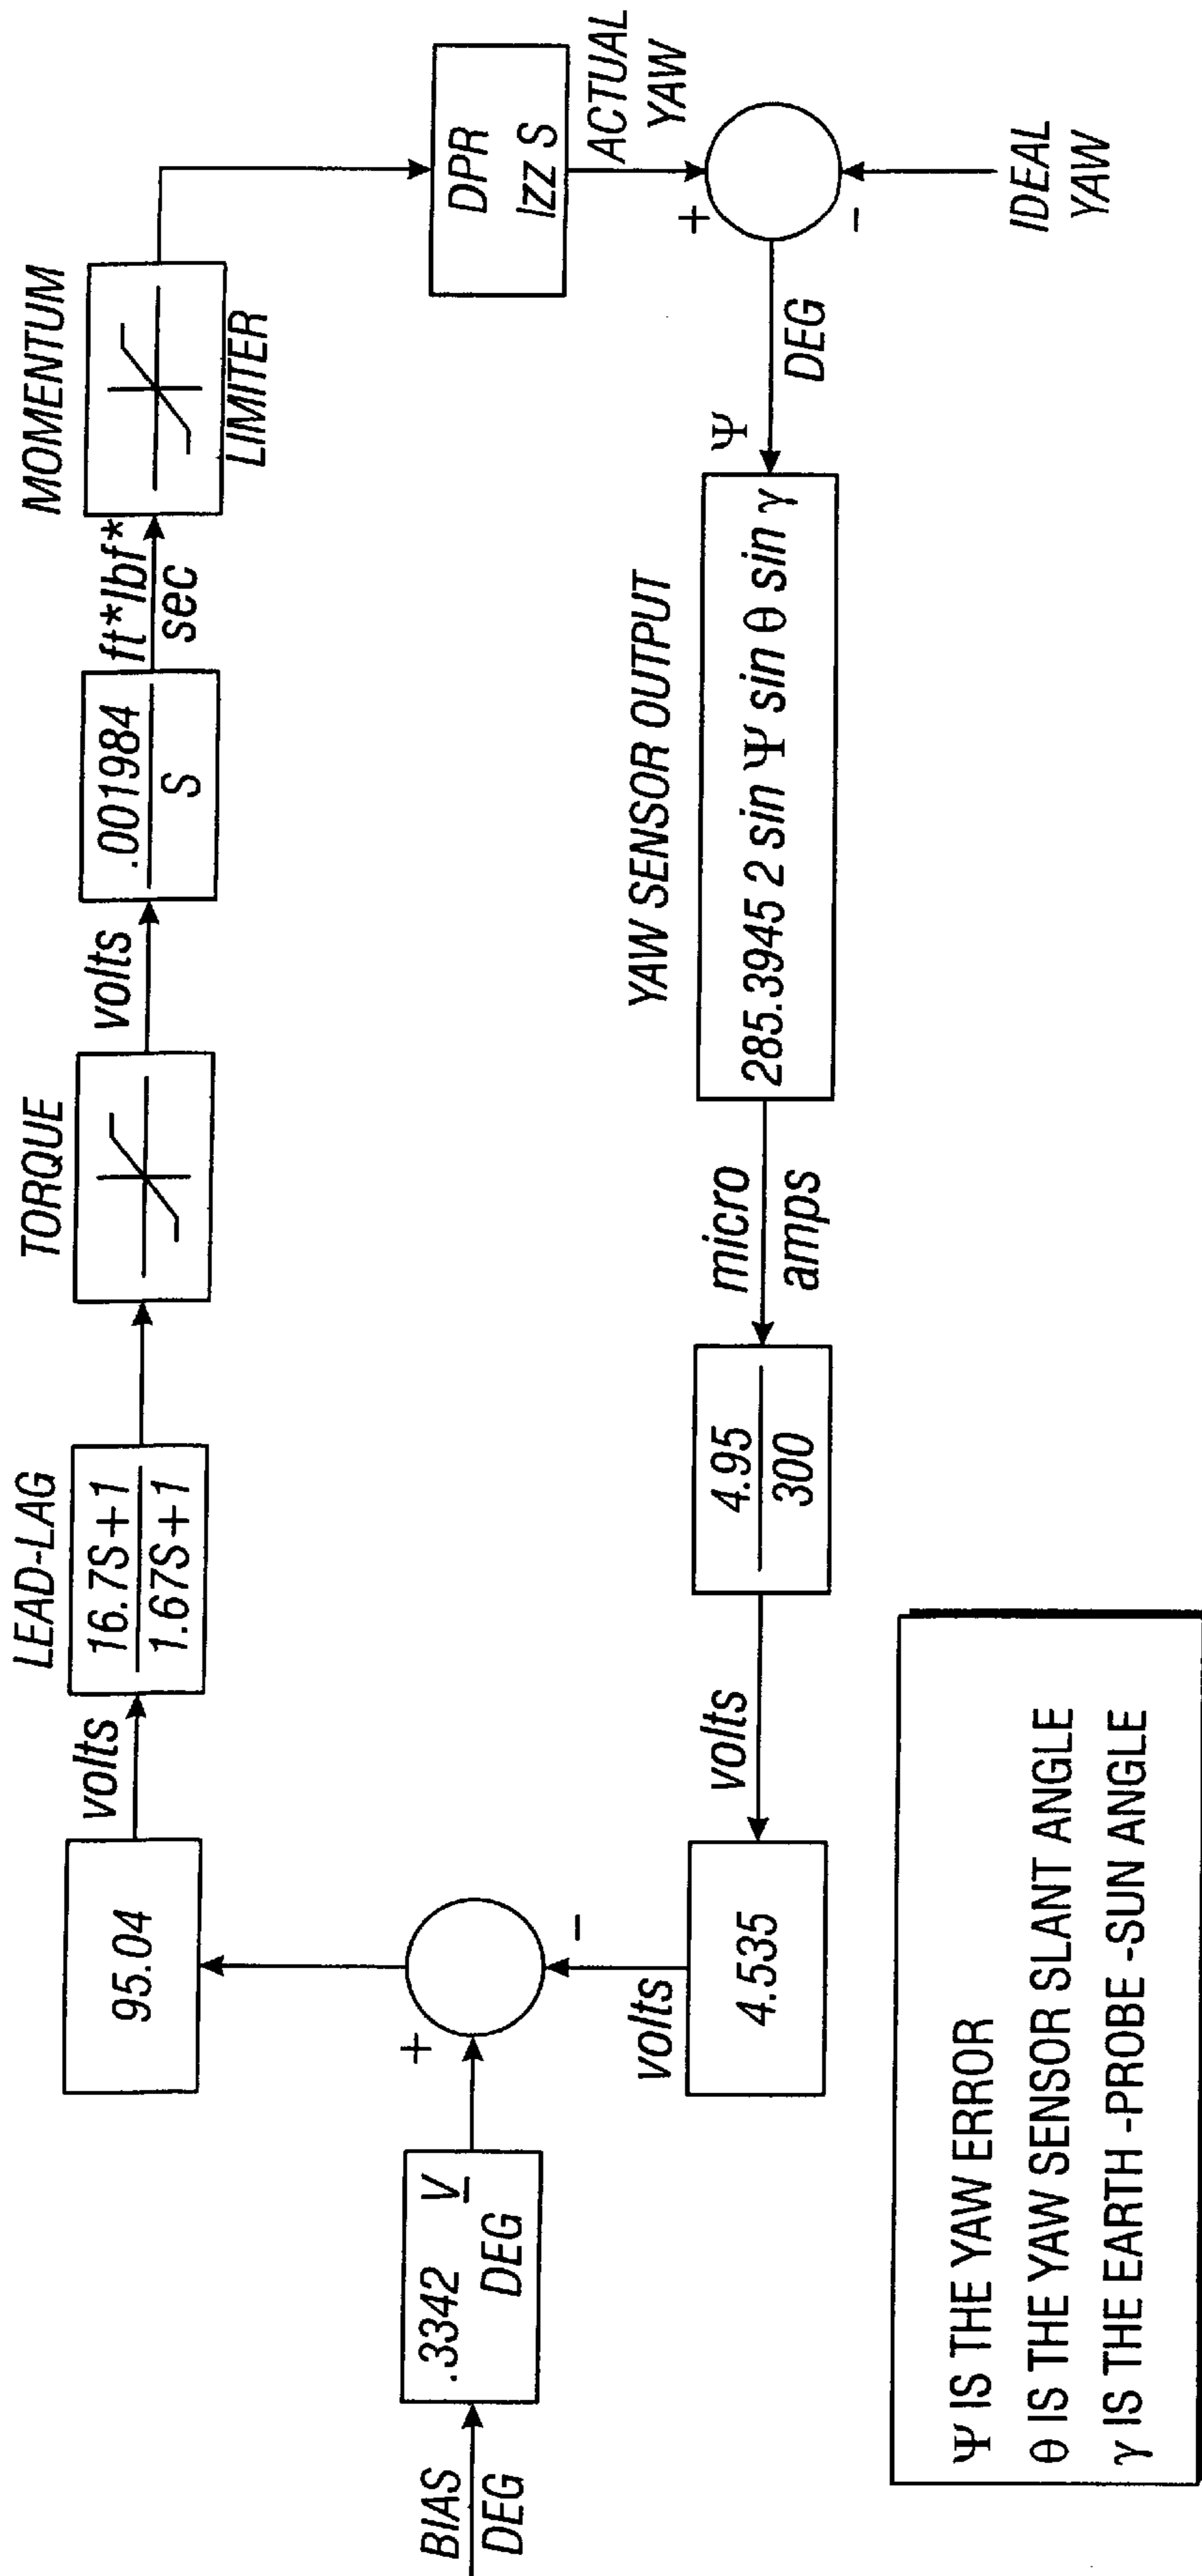 BIAS
DEG
.3342 V
DEG
+
-
95.04
volts
LEAD-LAG
16.7S+1
1.67S+1
TORQUE
volts
.001984
S
ft*lbf*
sec
MOMENTUM
LIMITER
DPR
Izz S
ACTUAL
YAW
+
-
IDEAL
YAW
DEG
Ψ
YAW SENSOR OUTPUT
285.3945 2 sin Ψ sin θ sin γ
micro
amps
4.95
300
volts
4.535
volts
Ψ IS THE YAW ERROR
θ IS THE YAW SENSOR SLANT ANGLE
γ IS THE EARTH -PROBE -SUN ANGLE